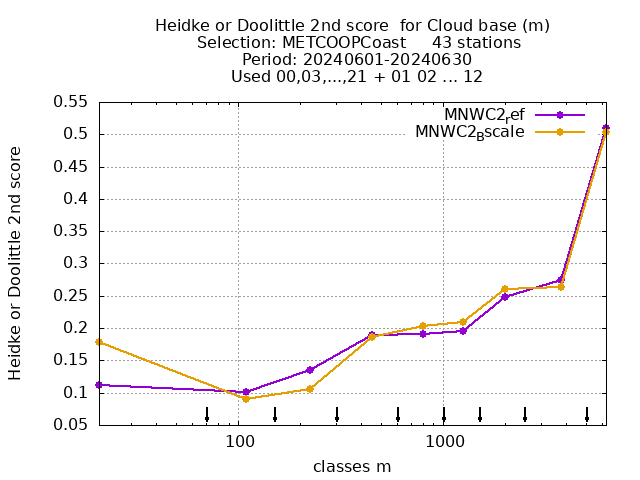 Heidke or Doolittle 2nd score  for Cloud base (m)
Selection: METCOOPCoast     43 stations
Period: 20240601-20240630
Used 00,03,...,21 + 01 02 ... 12
MNWC2ref
MNWC2Bscale
0.55
0.5
0.45
0.4
0.35
0.3
0.25
0.2
0.15
0.1
0.05
Heidke or Doolittle 2nd score
100
1000
classes m